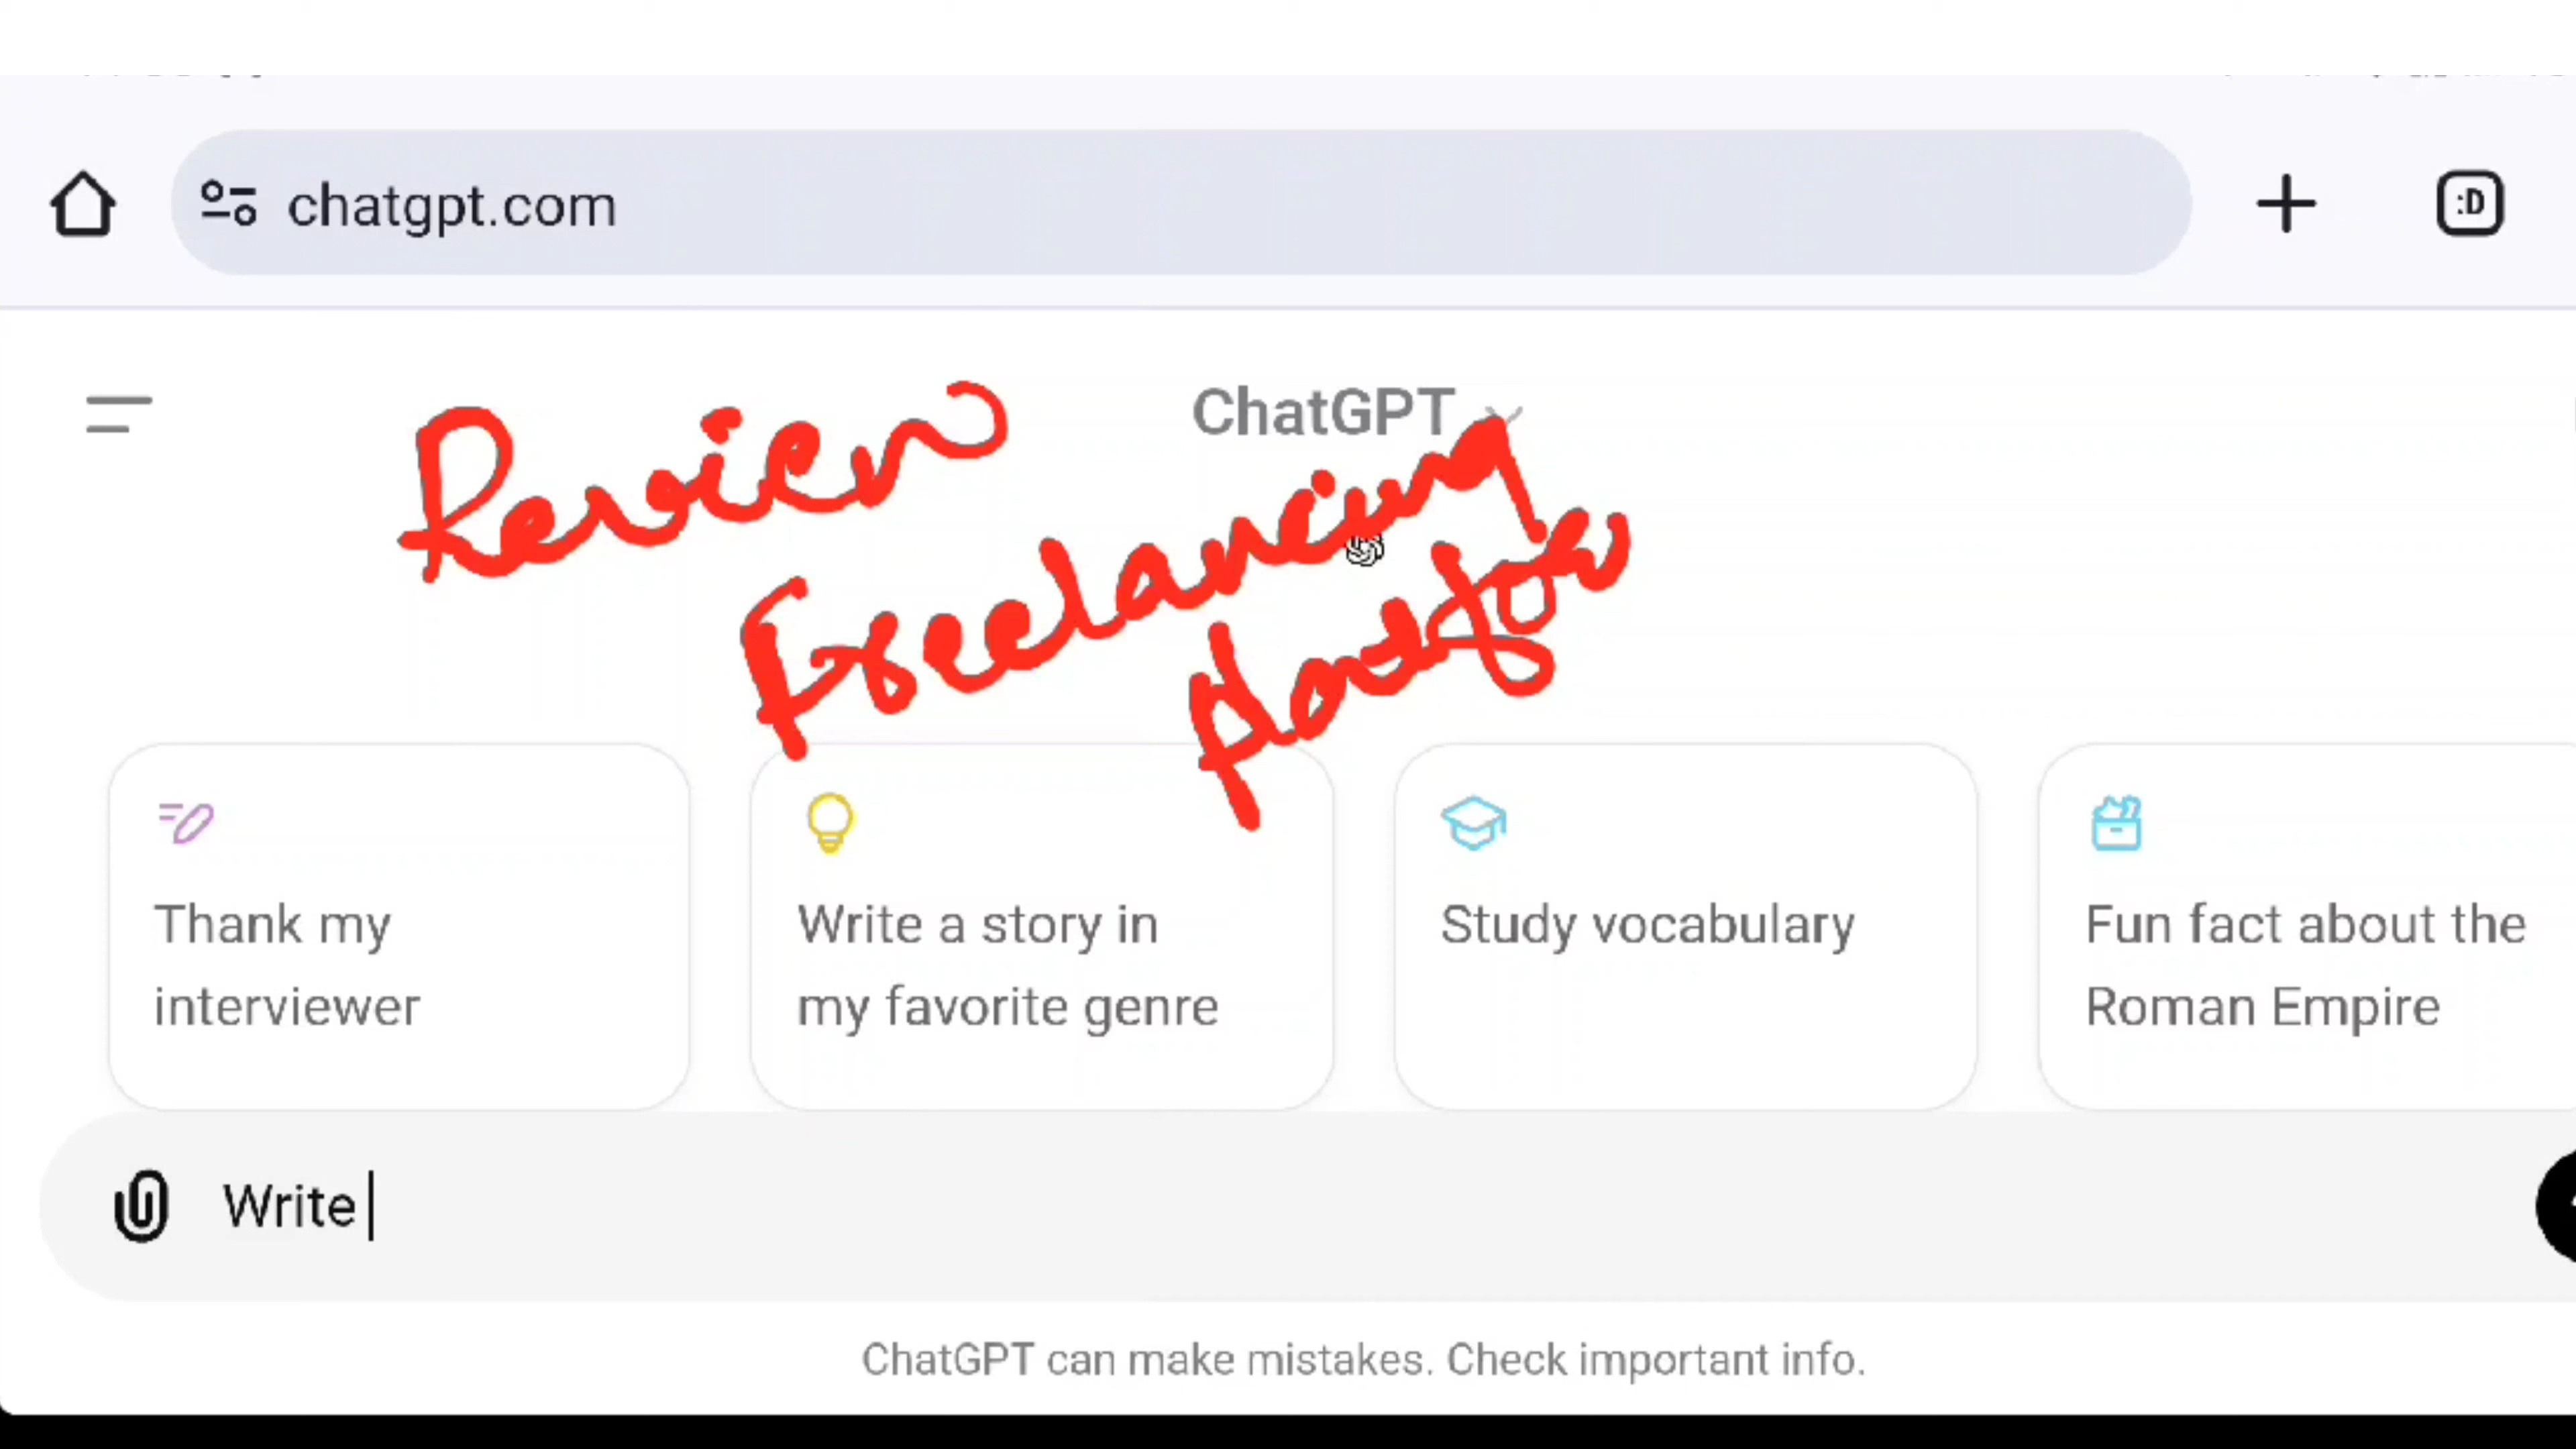 chatgpt.com
:D
ChatGPT
Review
Freelancing
Platfor
Thank my
interviewer
Write a story in
my favorite genre
Study vocabulary
Fun fact about the
Roman Empire
Write
ChatGPT can make mistakes. Check important info.